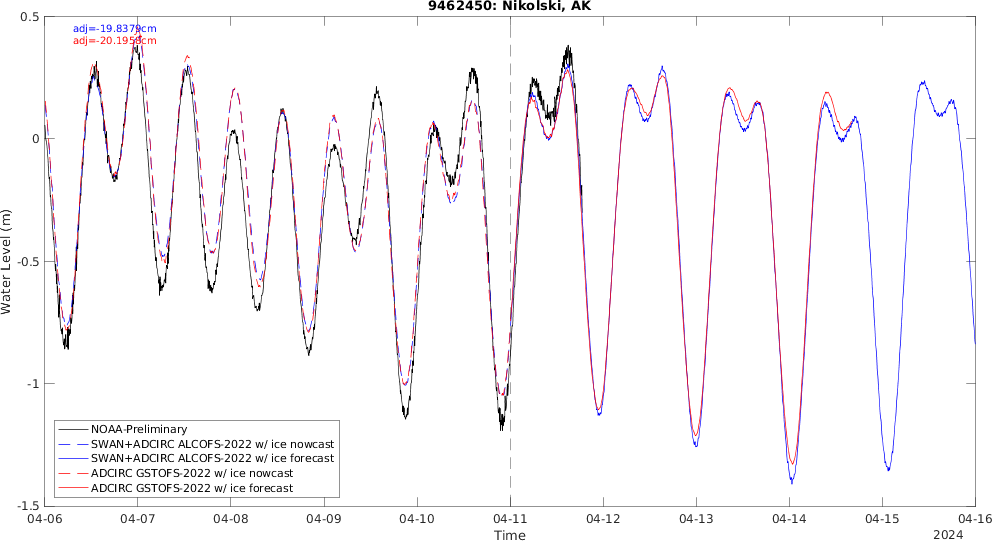 9462450: Nikolski, AK
adj=-19.8379cm
adj=-20.1958cm
0.5
0
-0.5
-1
-1.5
Water Level (m)
NOAA-Preliminary
SWAN+ADCIRC ALCOFS-2022 w/ ice nowcast
SWAN+ADCIRC ALCOFS-2022 w/ ice forecast
ADCIRC GSTOFS-2022 w/ ice nowcast
ADCIRC GSTOFS-2022 w/ ice forecast
04-06 04-07 04-08 04-09 04-10 04-11 04-12 04-13 04-14 04-15 04-16
Time
2024